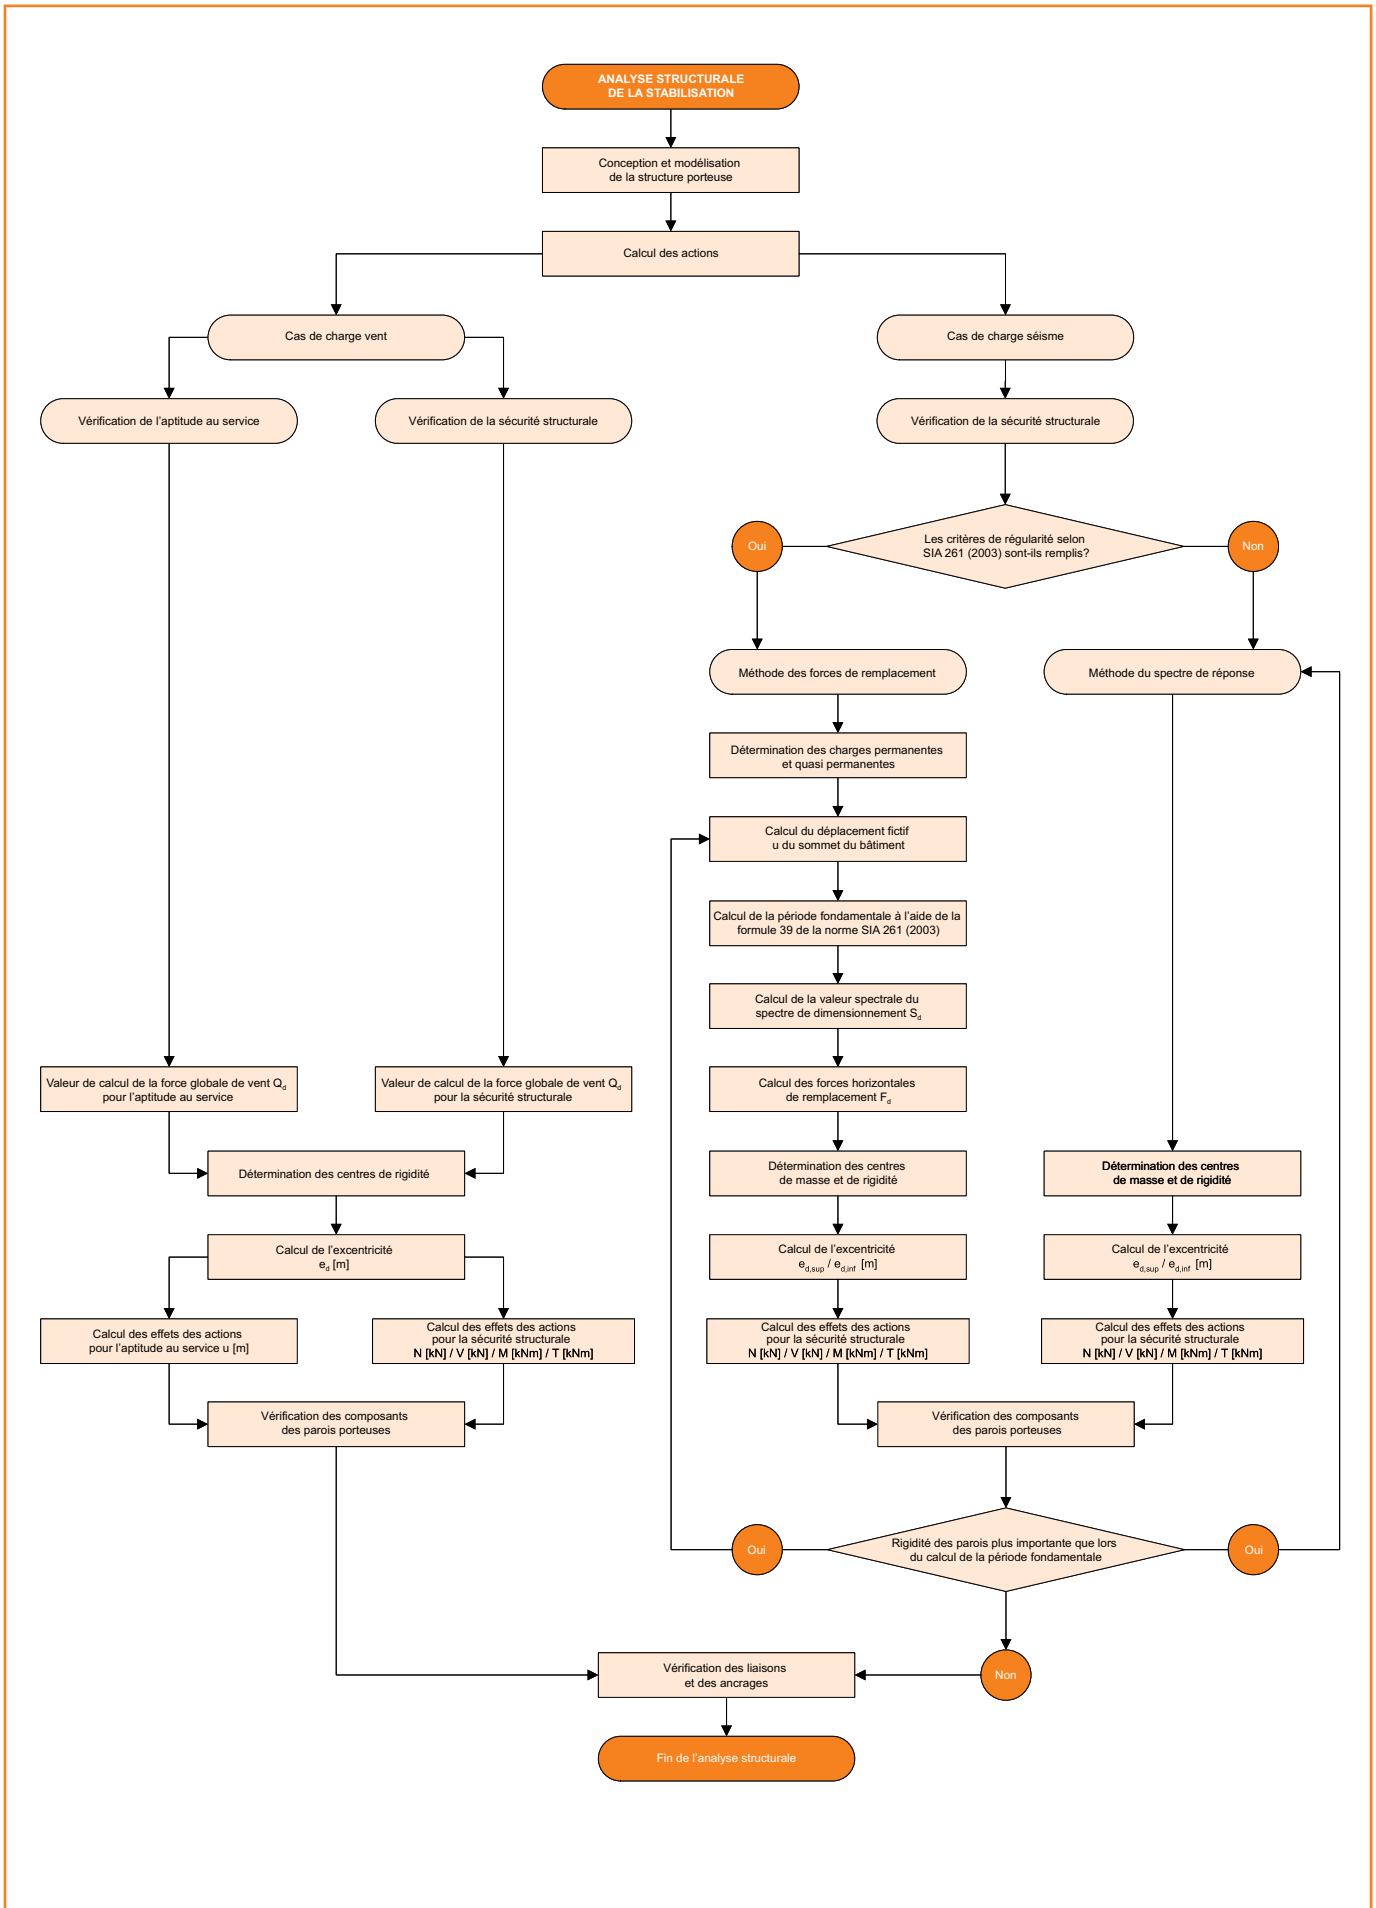 ANALYSE STRUCTURALE
DE LA STABILISATION
Conception et modélisation
de la structure porteuse
Calcul des actions
Cas de charge vent
Cas de charge séisme
Vérification de l'aptitude au service
Vérification de la sécurité structurale
Vérification de la sécurité structurale
Oui
Les critères de régularité selon
SIA 261 (2003) sont-ils remplis?
Non
Méthode des forces de remplacement
Méthode du spectre de réponse
Détermination des charges permanentes
et quasi permanentes
Calcul du déplacement fictif
u du sommet du bâtiment
Calcul de la période fondamentale à l'aide de la
formule 39 de la norme SIA 261 (2003)
Calcul de la valeur spectrale du
spectre de dimensionnement Sd
Valeur de calcul de la force globale de vent Qd
pour l'aptitude au service
Valeur de calcul de la force globale de vent Qd
pour la sécurité structurale
Calcul des forces horizontales
de remplacement Fd
Détermination des centres de rigidité
Détermination des centres
de masse et de rigidité
Détermination des centres
de masse et de rigidité
Calcul de l'excentricité
ed [m]
Calcul de l'excentricité
ed,sup / ed,inf [m]
Calcul de l'excentricité
ed,sup / ed,inf [m]
Calcul des effets des actions
pour l'aptitude au service u [m]
Calcul des effets des actions
pour la sécurité structurale
N [kN] / V [kN] / M [kNm] / T [kNm]
Calcul des effets des actions
pour la sécurité structurale
N [kN] / V [kN] / M [kNm] / T [kNm]
Calcul des effets des actions
pour la sécurité structurale
N [kN] / V [kN] / M [kNm] / T [kNm]
Vérification des composants
des parois porteuses
Vérification des composants
des parois porteuses
Oui
Rigidité des parois plus importante que lors
du calcul de la période fondamentale
Oui
Vérification des liaisons
et des ancrages
Non
Fin de l'analyse structurale